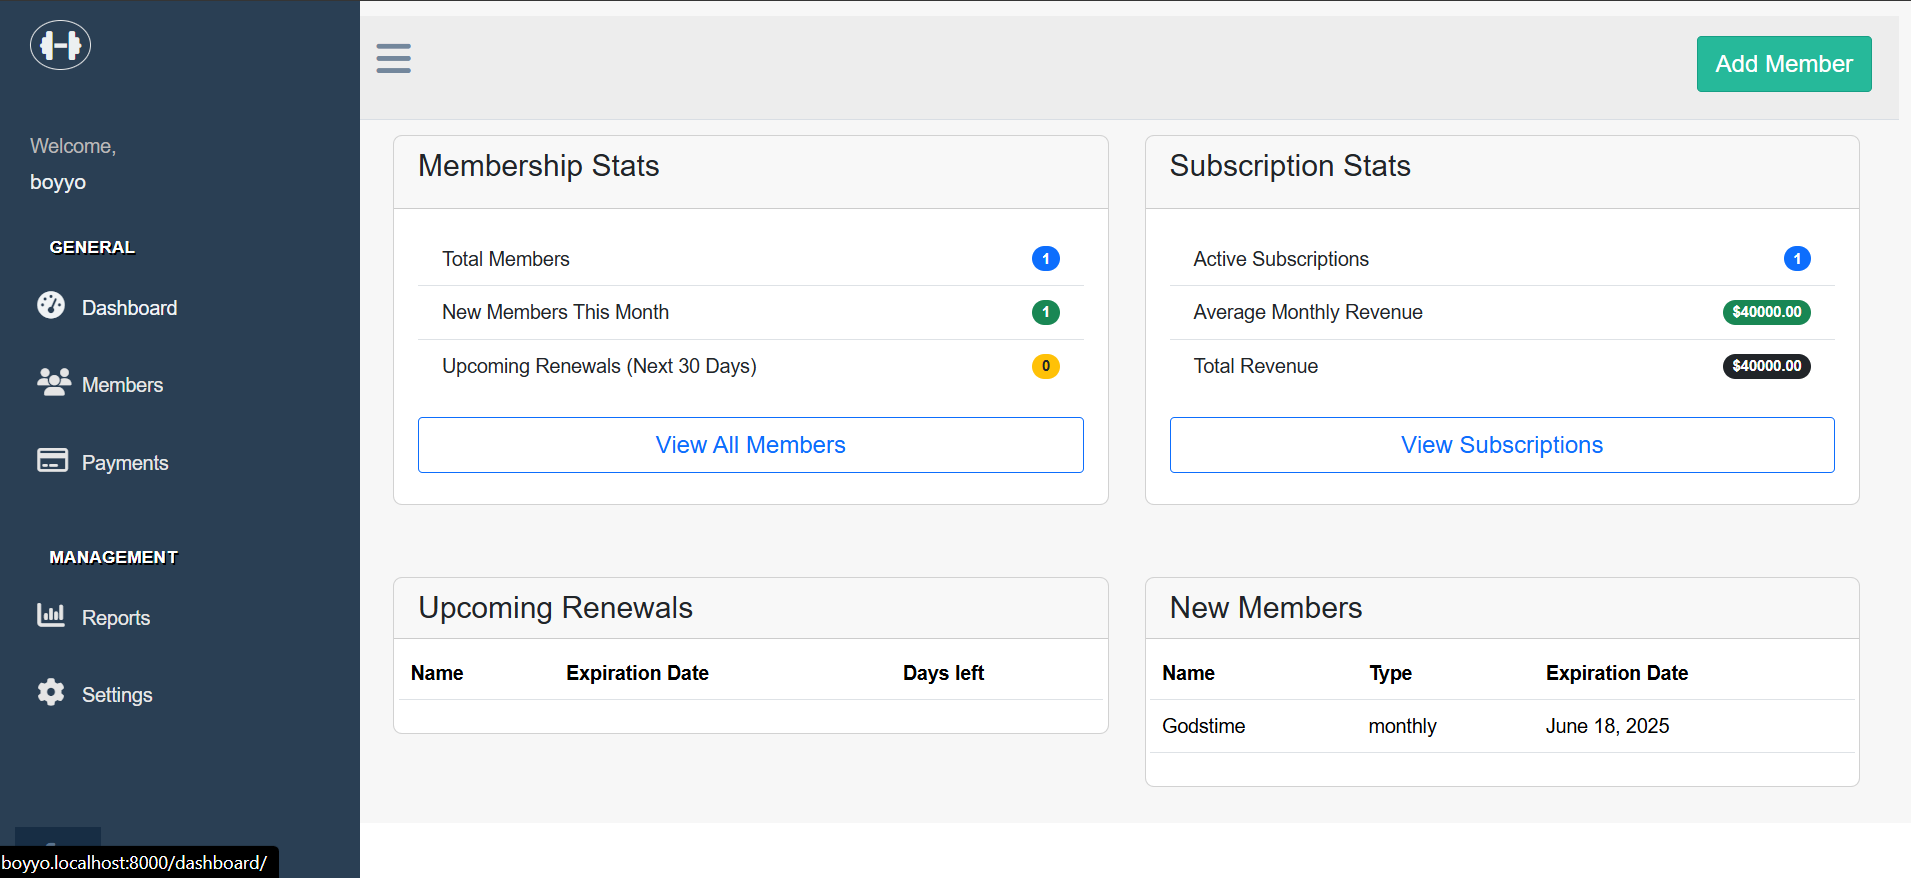 Welcome,
boyyo
GENERAL
Dashboard
Members
Payments
MANAGEMENT
Reports
Settings
boyyo.localhost:8000/dashboard/
Add Member
Membership Stats
Total Members 1
New Members This Month 1
Upcoming Renewals (Next 30 Days) 0
View All Members
Subscription Stats
Active Subscriptions 1
Average Monthly Revenue $40000.00
Total Revenue $40000.00
View Subscriptions
Upcoming Renewals
Name Expiration Date Days left
New Members
Name Type Expiration Date
Godstime monthly June 18, 2025